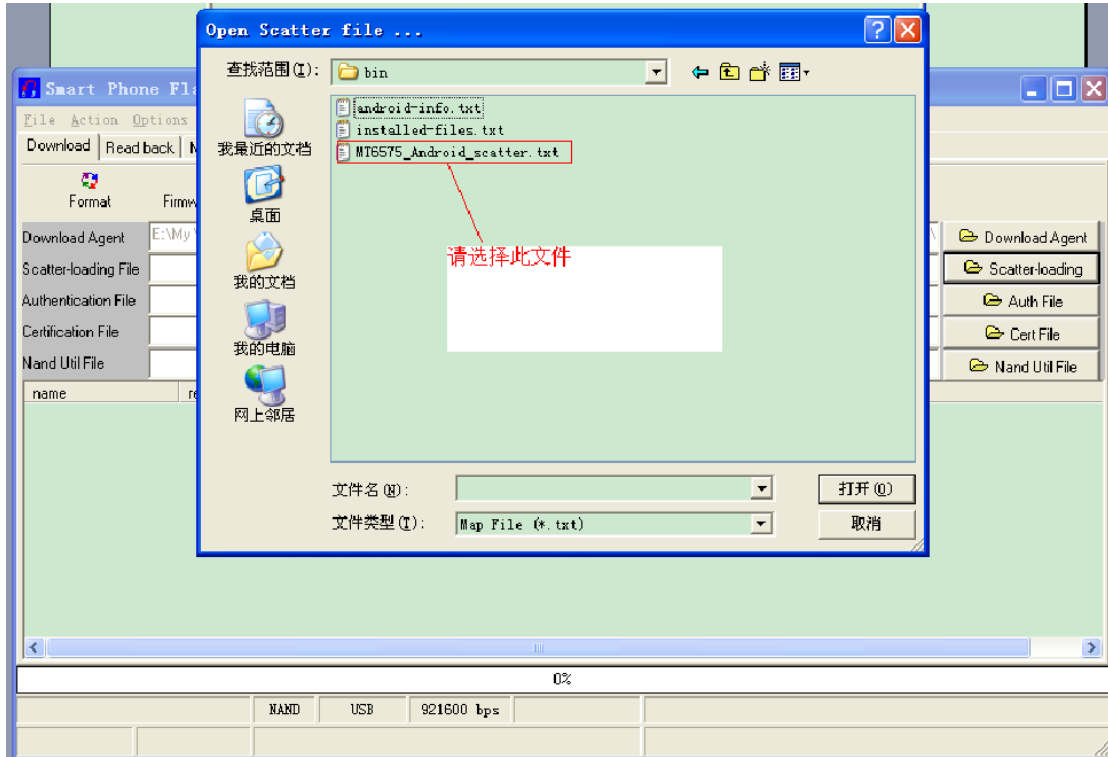 Open Scatter file ...
查找范围(I):
bin
Smart Phone Fla
File Action Options
Download
Read back
Format
Firmw
Download Agent
E:\My
Download Agent
Scatter-loading File
Scatter-loading
Authentication File
Auth File
Certification File
Cert File
Nand Util File
Nand Util File
name
re
我最近的文档
桌面
我的文档
我的电脑
网上邻居
android-info.txt
installed-files.txt
MT6575_Android_scatter.txt
请选择此文件
文件名(N):
打开(O)
文件类型(T):
Map File (*.txt)
取消
0%
NAND
USB
921600 bps